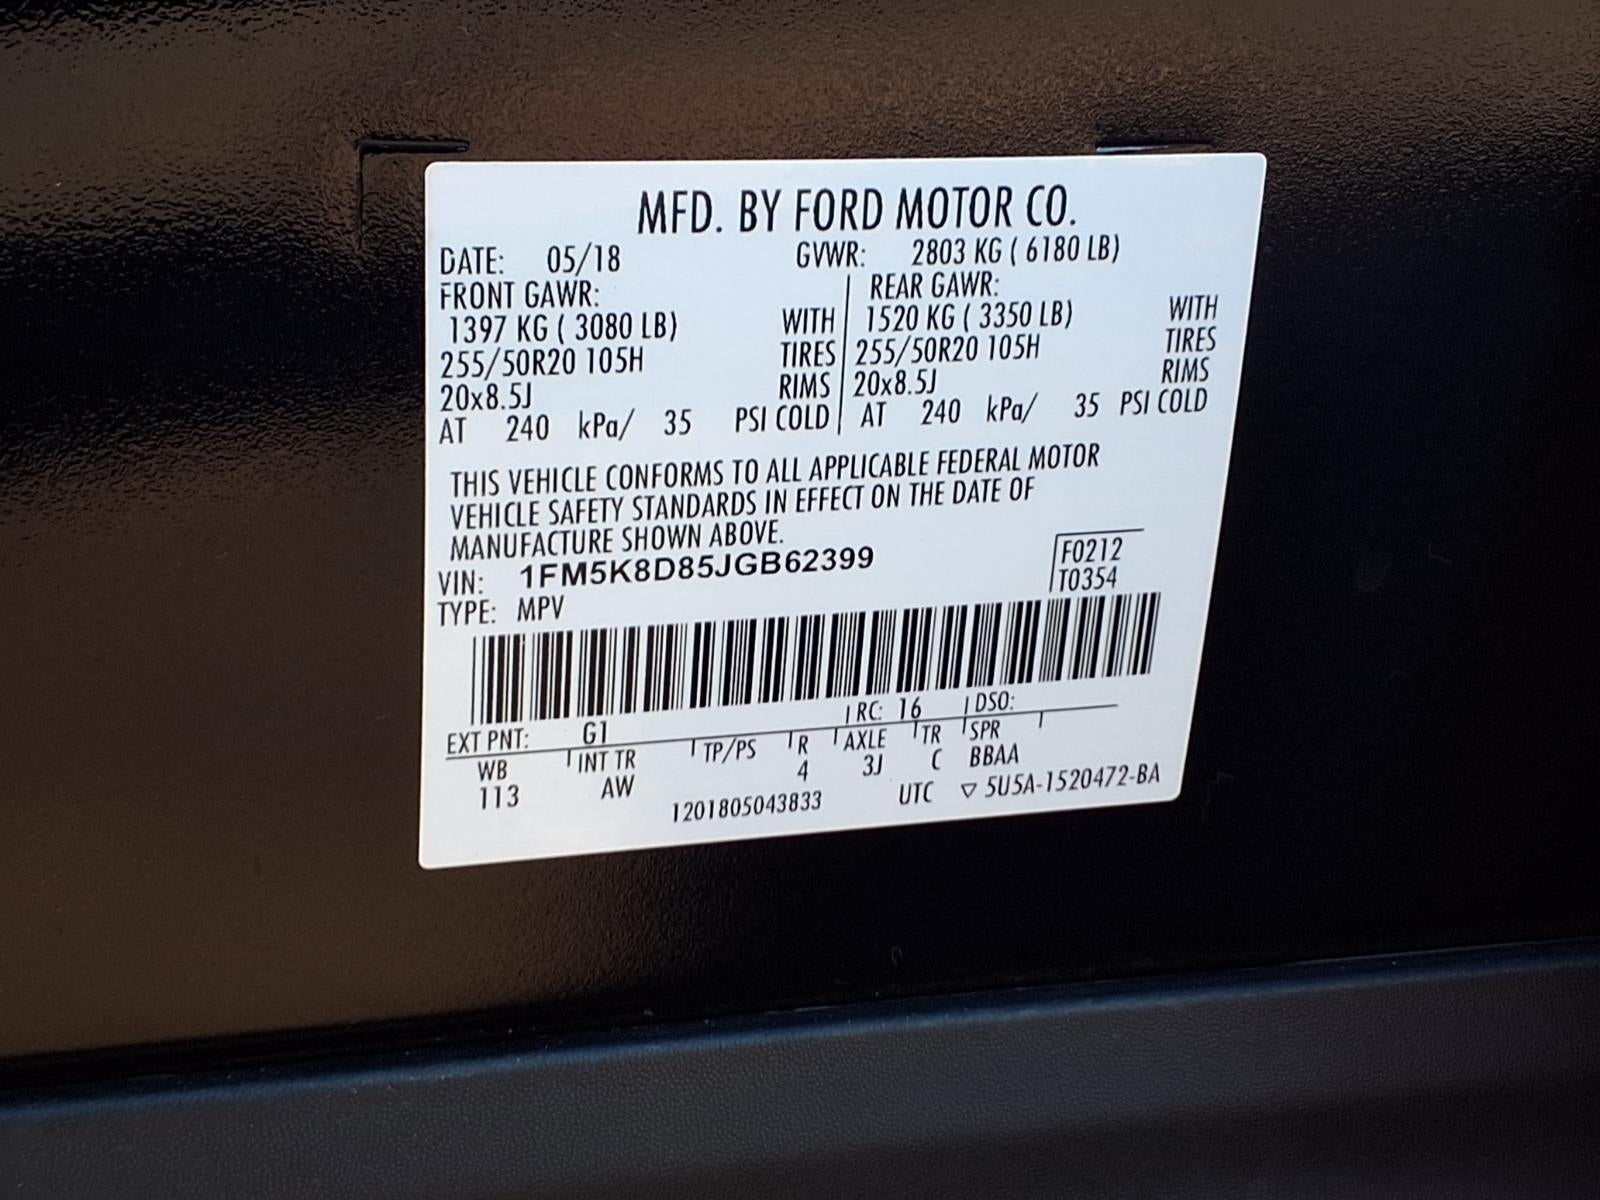 MFD. BY FORD MOTOR CO.
DATE: 05/18 GVWR: 2803 KG ( 6180 LB)
FRONT GAWR: REAR GAWR:
1397 KG ( 3080 LB) WITH 1520 KG ( 3350 LB) WITH
255/50R20 105H TIRES 255/50R20 105H TIRES
20x8.5J RIMS 20x8.5J RIMS
AT 240 kPa/ 35 PSI COLD AT 240 kPa/ 35 PSI COLD
THIS VEHICLE CONFORMS TO ALL APPLICABLE FEDERAL MOTOR
VEHICLE SAFETY STANDARDS IN EFFECT ON THE DATE OF
MANUFACTURE SHOWN ABOVE.
VIN: 1FM5K8D85JGB62399 F0212
TYPE: MPV T0354
EXT PNT: G1 RC: 16 DSO:
WB INT TR TP/PS R AXLE TR SPR
113 AW 4 3J C BBAA
1201805043833 UTC ▽ 5U5A-1520472-BA